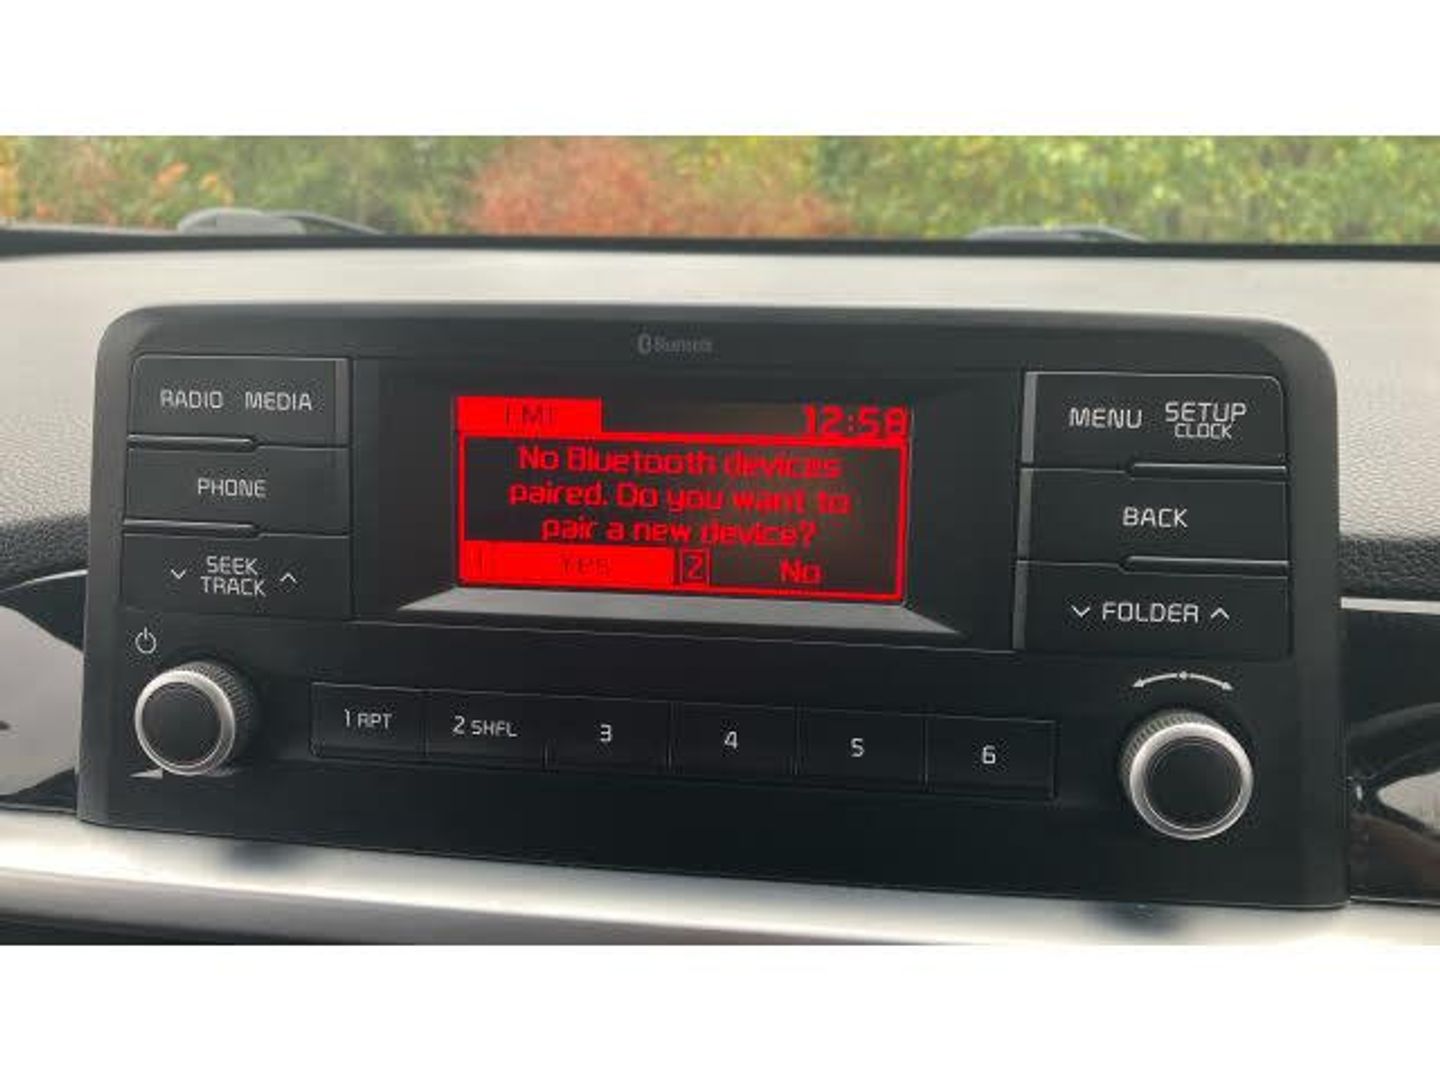 Bluetooth
RADIO MEDIA
FM1 12:58
MENU SETUP
CLOCK
No Bluetooth devices
paired. Do you want to
pair a new device?
1 Yes 2 No
PHONE
BACK
SEEK
TRACK
FOLDER
1 RPT 2 SHFL 3 4 5 6